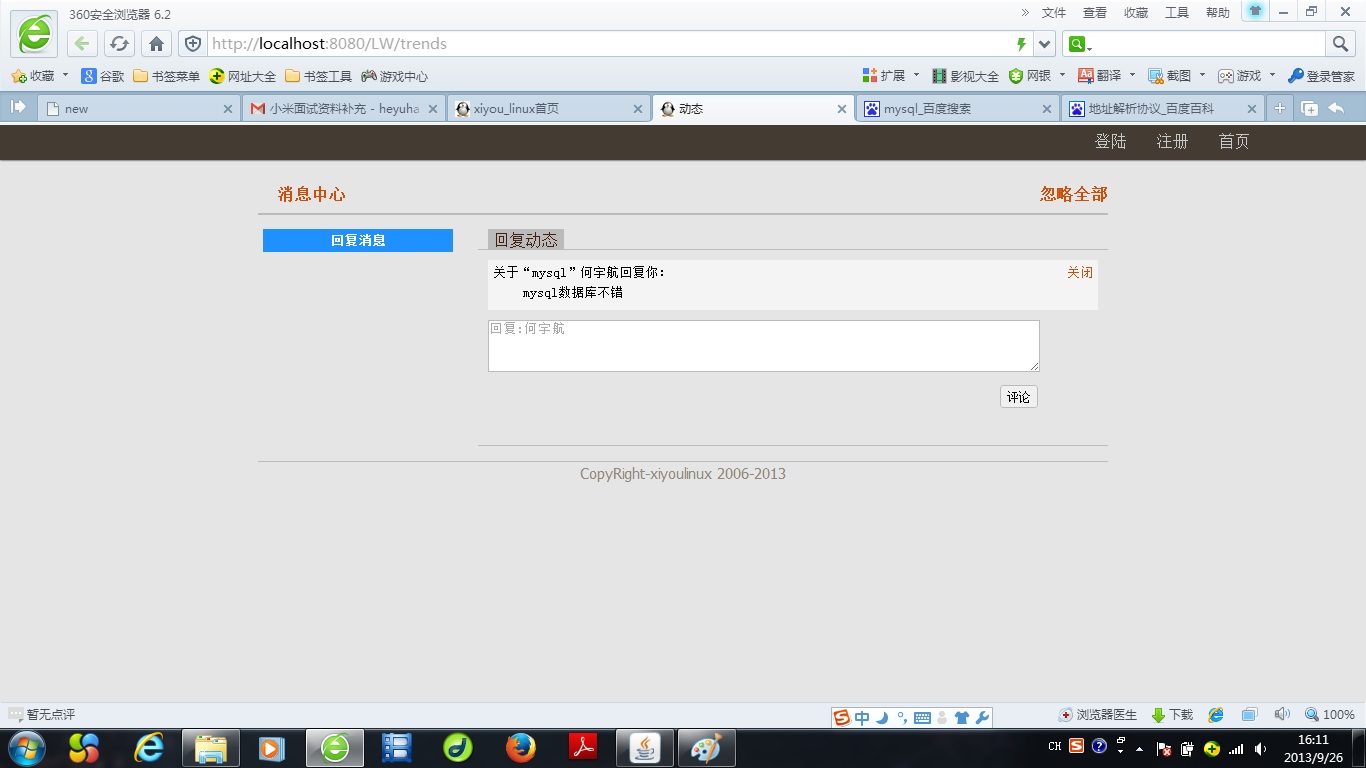 360安全浏览器 6.2
» 文件 查看 收藏 工具 帮助
http://localhost:8080/LW/trends
收藏 谷歌 书签菜单 网址大全 书签工具 游戏中心 扩展 影视大全 网银 翻译 截图 游戏 登录管家
new 小米面试资料补充 - heyuha xiyou_linux首页 动态 mysql_百度搜索 地址解析协议_百度百科
登陆 注册 首页
消息中心 忽略全部
回复消息 回复动态
关于“mysql”何宇航回复你： 关闭
mysql数据库不错
回复:何宇航
评论
CopyRight-xiyoulinux 2006-2013
暂无点评 中 浏览器医生 下载 100%
CH 16:11
2013/9/26